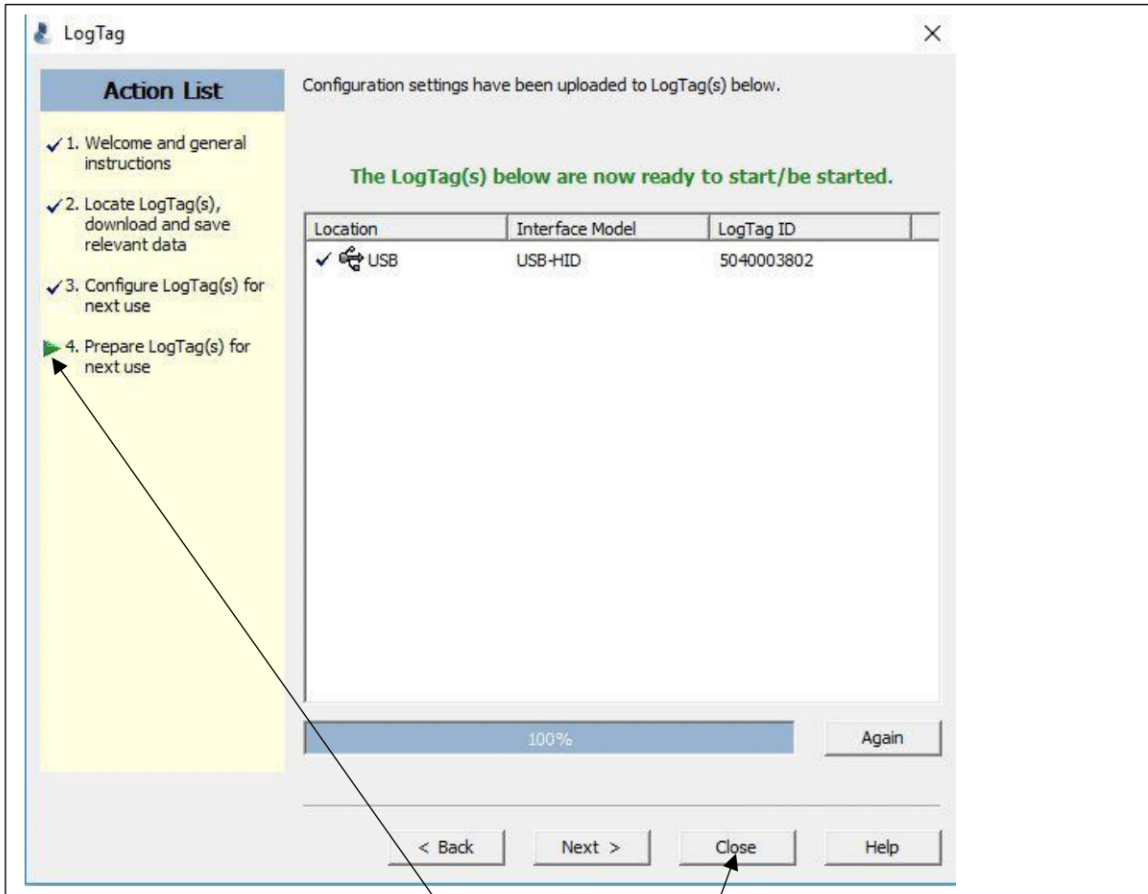 LogTag
Action List
Configuration settings have been uploaded to LogTag(s) below.
1. Welcome and general
instructions
2. Locate LogTag(s),
download and save
relevant data
3. Configure LogTag(s) for
next use
4. Prepare LogTag(s) for
next use
The LogTag(s) below are now ready to start/be started.
Location Interface Model LogTag ID
USB USB-HID 5040003802
100% Again
< Back Next > Close Help